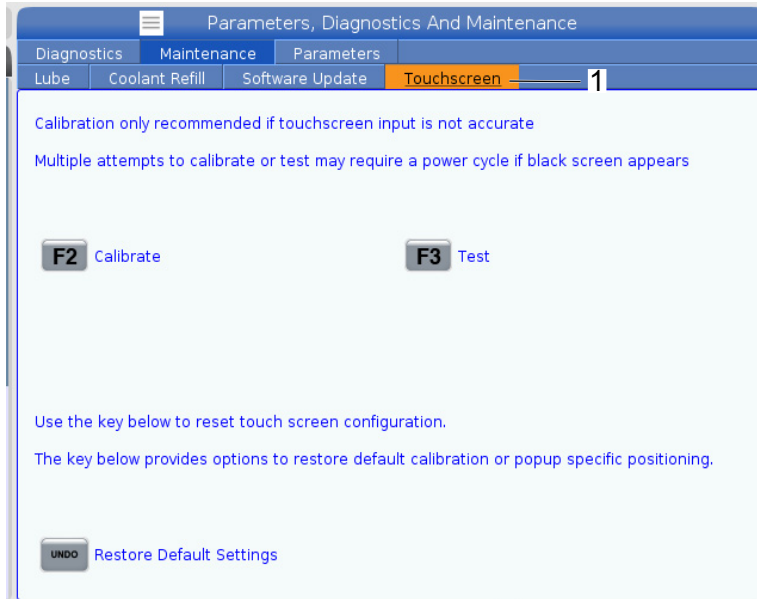 Parameters, Diagnostics And Maintenance
Diagnostics Maintenance Parameters
Lube Coolant Refill Software Update Touchscreen 1
Calibration only recommended if touchscreen input is not accurate
Multiple attempts to calibrate or test may require a power cycle if black screen appears
F2 Calibrate F3 Test
Use the key below to reset touch screen configuration.
The key below provides options to restore default calibration or popup specific positioning.
UNDO Restore Default Settings